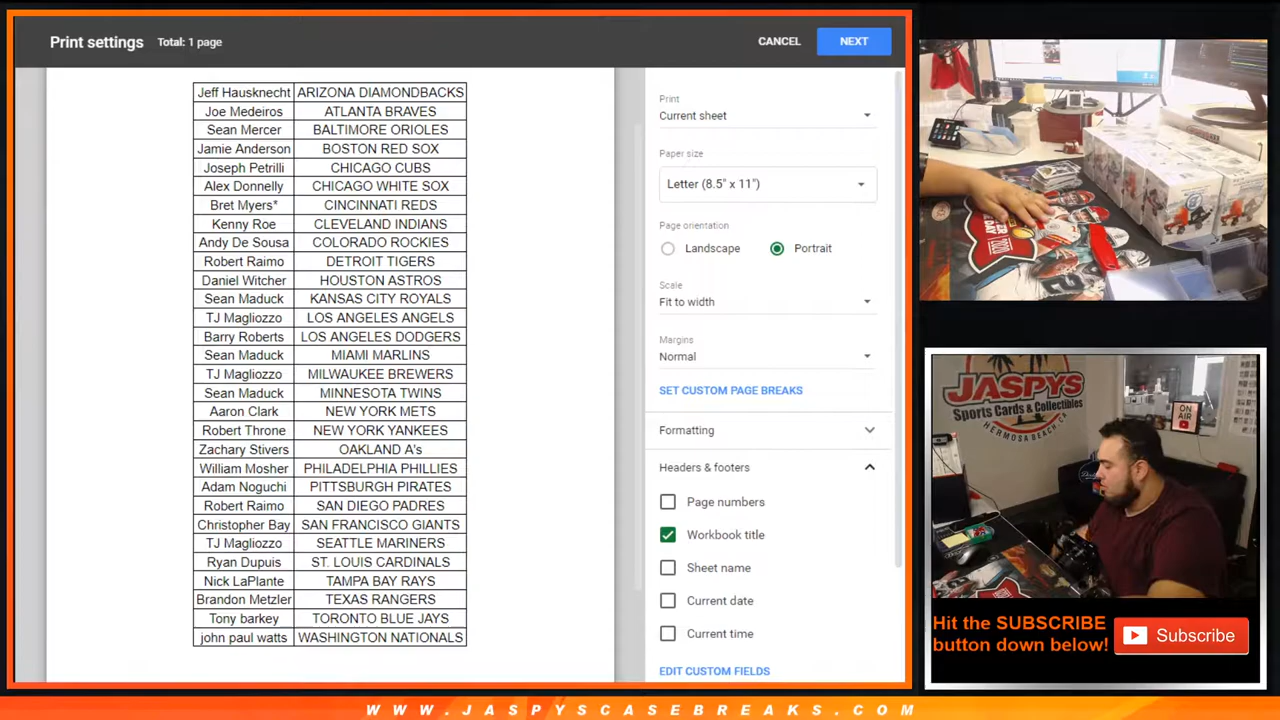 Print settings Total: 1 page CANCEL NEXT
Jeff Hausknecht ARIZONA DIAMONDBACKS
Joe Medeiros ATLANTA BRAVES
Sean Mercer BALTIMORE ORIOLES
Jamie Anderson BOSTON RED SOX
Joseph Petrilli CHICAGO CUBS
Alex Donnelly CHICAGO WHITE SOX
Bret Myers* CINCINNATI REDS
Kenny Roe CLEVELAND INDIANS
Andy De Sousa COLORADO ROCKIES
Robert Raimo DETROIT TIGERS
Daniel Witcher HOUSTON ASTROS
Sean Maduck KANSAS CITY ROYALS
TJ Magliozzo LOS ANGELES ANGELS
Barry Roberts LOS ANGELES DODGERS
Sean Maduck MIAMI MARLINS
TJ Magliozzo MILWAUKEE BREWERS
Sean Maduck MINNESOTA TWINS
Aaron Clark NEW YORK METS
Robert Throne NEW YORK YANKEES
Zachary Stivers OAKLAND A's
William Mosher PHILADELPHIA PHILLIES
Adam Noguchi PITTSBURGH PIRATES
Robert Raimo SAN DIEGO PADRES
Christopher Bay SAN FRANCISCO GIANTS
TJ Magliozzo SEATTLE MARINERS
Ryan Dupuis ST. LOUIS CARDINALS
Nick LaPlante TAMPA BAY RAYS
Brandon Metzler TEXAS RANGERS
Tony barkey TORONTO BLUE JAYS
john paul watts WASHINGTON NATIONALS
Print
Current sheet
Paper size
Letter (8.5" x 11")
Page orientation
Landscape Portrait
Scale
Fit to width
Margins
Normal
SET CUSTOM PAGE BREAKS
Formatting
Headers & footers
Page numbers
Workbook title
Sheet name
Current date
Current time
EDIT CUSTOM FIELDS
JASPYS
Sports Cards & Collectibles
HERMOSA BEACH, CA
ON
AIR
Hit the SUBSCRIBE
button down below!
Subscribe
WWW.JASPYSCASEBREAKS.COM